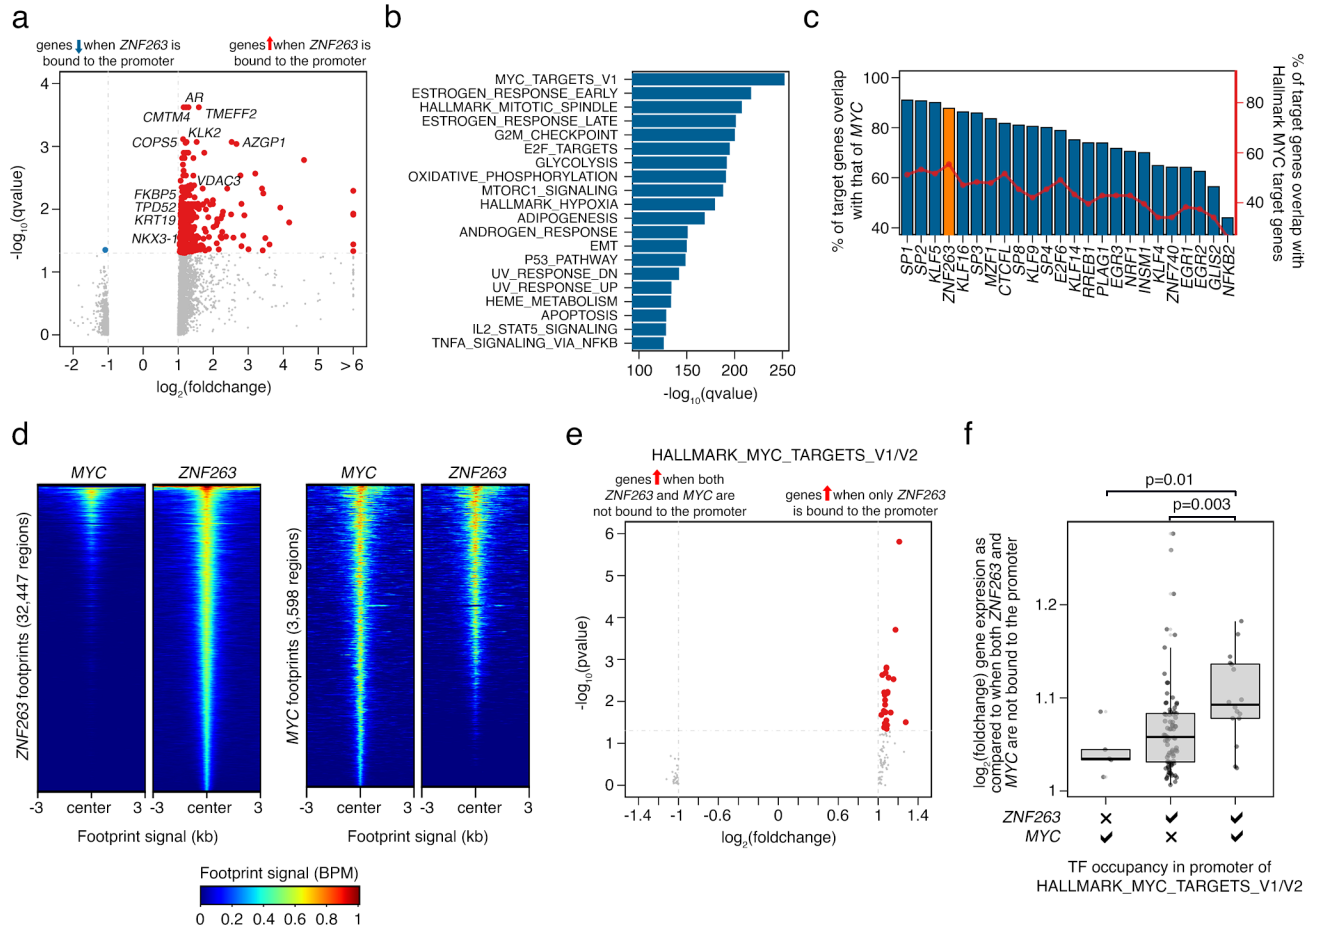 a
genes when ZNF263 is
bound to the promoter
genes when ZNF263 is
bound to the promoter
4
3
2
1
0
-log10(qvalue)
AR
CMTM4
TMEFF2
COPS5
KLK2
AZGP1
VDAC3
FKBP5
TPD52
KRT19
NKX3-1
-2 -1 0 1 2 3 4 5 >6
log2(foldchange)
b
MYC_TARGETS_V1
ESTROGEN_RESPONSE_EARLY
HALLMARK_MITOTIC_SPINDLE
ESTROGEN_RESPONSE_LATE
G2M_CHECKPOINT
E2F_TARGETS
GLYCOLYSIS
OXIDATIVE_PHOSPHORYLATION
MTORC1_SIGNALING
HALLMARK_HYPOXIA
ADIPOGENESIS
ANDROGEN_RESPONSE
EMT
P53_PATHWAY
UV_RESPONSE_DN
UV_RESPONSE_UP
HEME_METABOLISM
APOPTOSIS
IL2_STAT5_SIGNALING
TNFA_SIGNALING_VIA_NFKB
100 150 200 250
-log10(qvalue)
c
% of target genes overlap
with that of MYC
100
80
60
40
80
60
40
% of target genes overlap with
Hallmark MYC target genes
SP1
SP2
KLF5
ZNF263
KLF16
SP3
MZF1
CTCFL
SP8
KLF9
SP4
E2F6
KLF14
RREB1
PLAG1
EGR3
NRF1
INSM1
KLF4
ZNF740
EGR1
EGR2
GLIS2
NFKB2
d
MYC ZNF263
ZNF263 footprints (32,447 regions)
-3 center 3 -3 center 3
Footprint signal (kb)
MYC ZNF263
MYC footprints (3,598 regions)
-3 center 3 -3 center 3
Footprint signal (kb)
Footprint signal (BPM)
0 0.2 0.4 0.6 0.8 1
e
HALLMARK_MYC_TARGETS_V1/V2
genes when both
ZNF263 and MYC are
not bound to the promoter
genes when only ZNF263
is bound to the promoter
6
5
4
3
2
1
0
-log10(pvalue)
-1.4 -1 -0.6 -0.2 0.2 0.6 1 1.4
log2(foldchange)
f
p=0.01
p=0.003
log2(foldchange) gene expresion as
compared to when both ZNF263 and
MYC are not bound to the promoter
1.2
1.1
1
ZNF263
MYC
TF occupancy in promoter of
HALLMARK_MYC_TARGETS_V1/V2